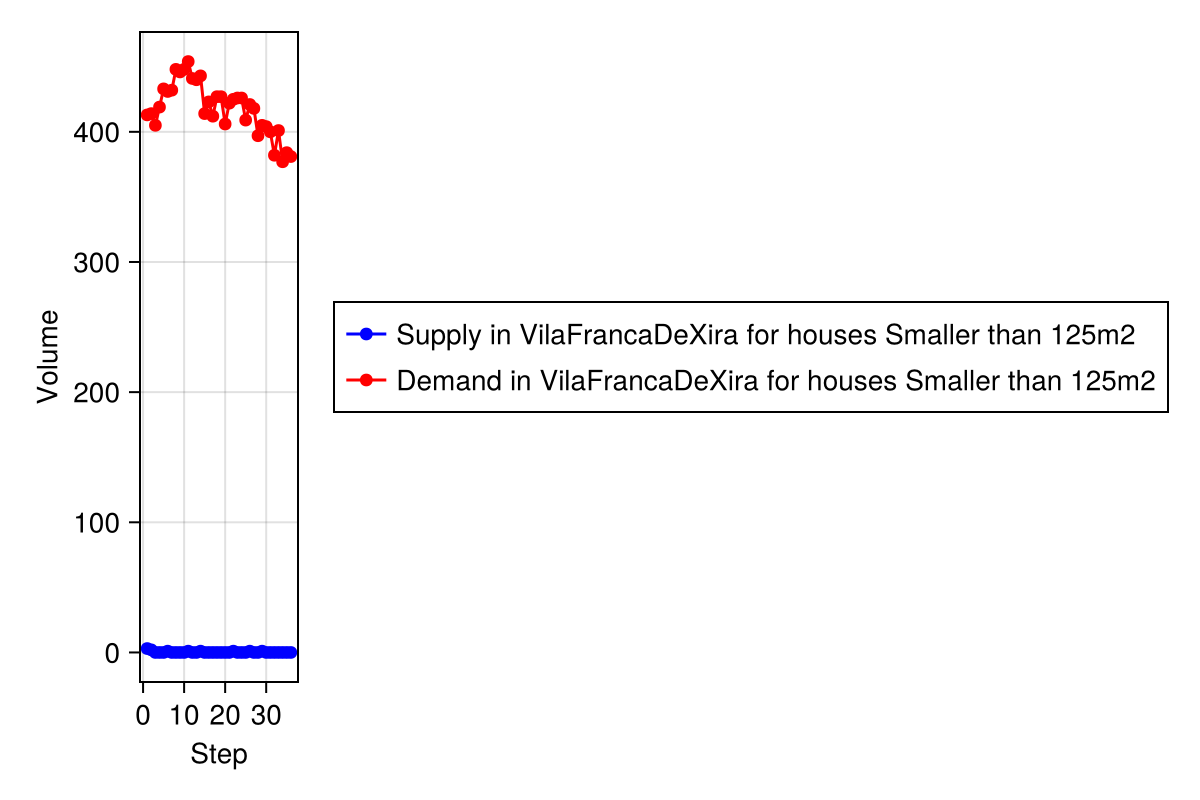 Volume
400
300
200
100
0
0 10 20 30
Step
Supply in VilaFrancaDeXira for houses Smaller than 125m2
Demand in VilaFrancaDeXira for houses Smaller than 125m2